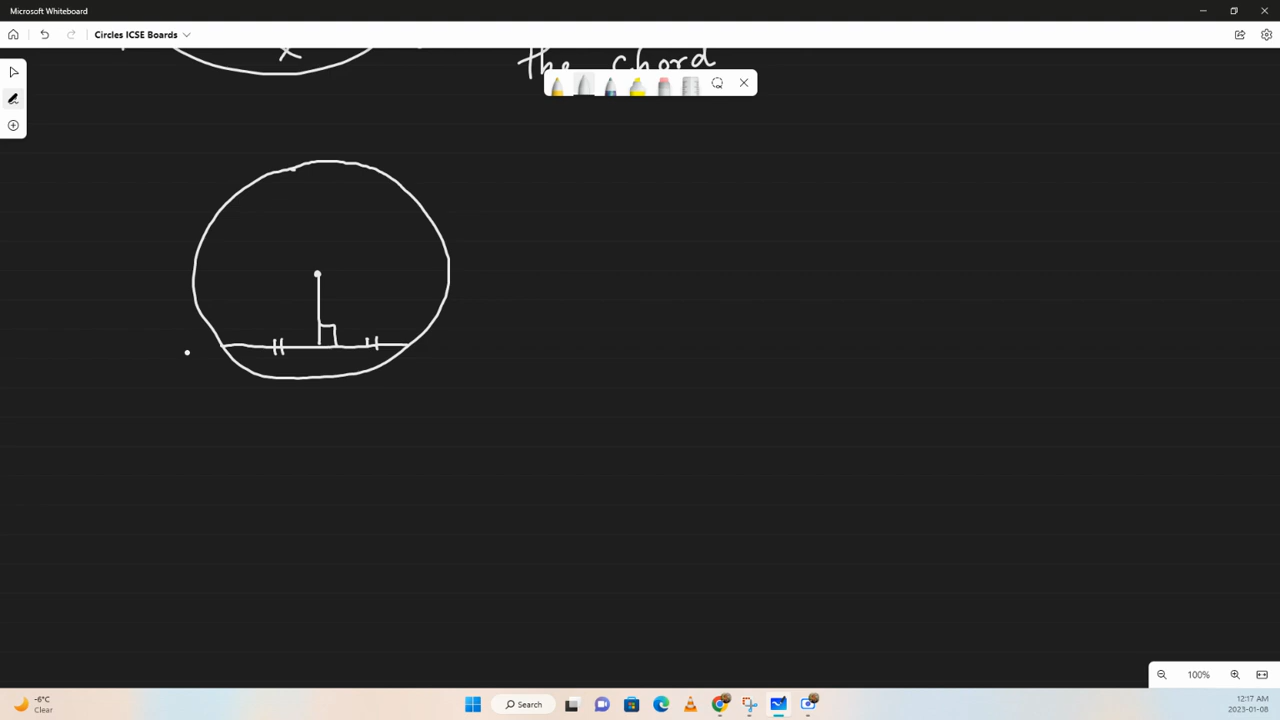 Microsoft Whiteboard
Circles ICSE Boards
the chord
100%
-6°C
Clear
Search
12:17 AM
2023-01-08